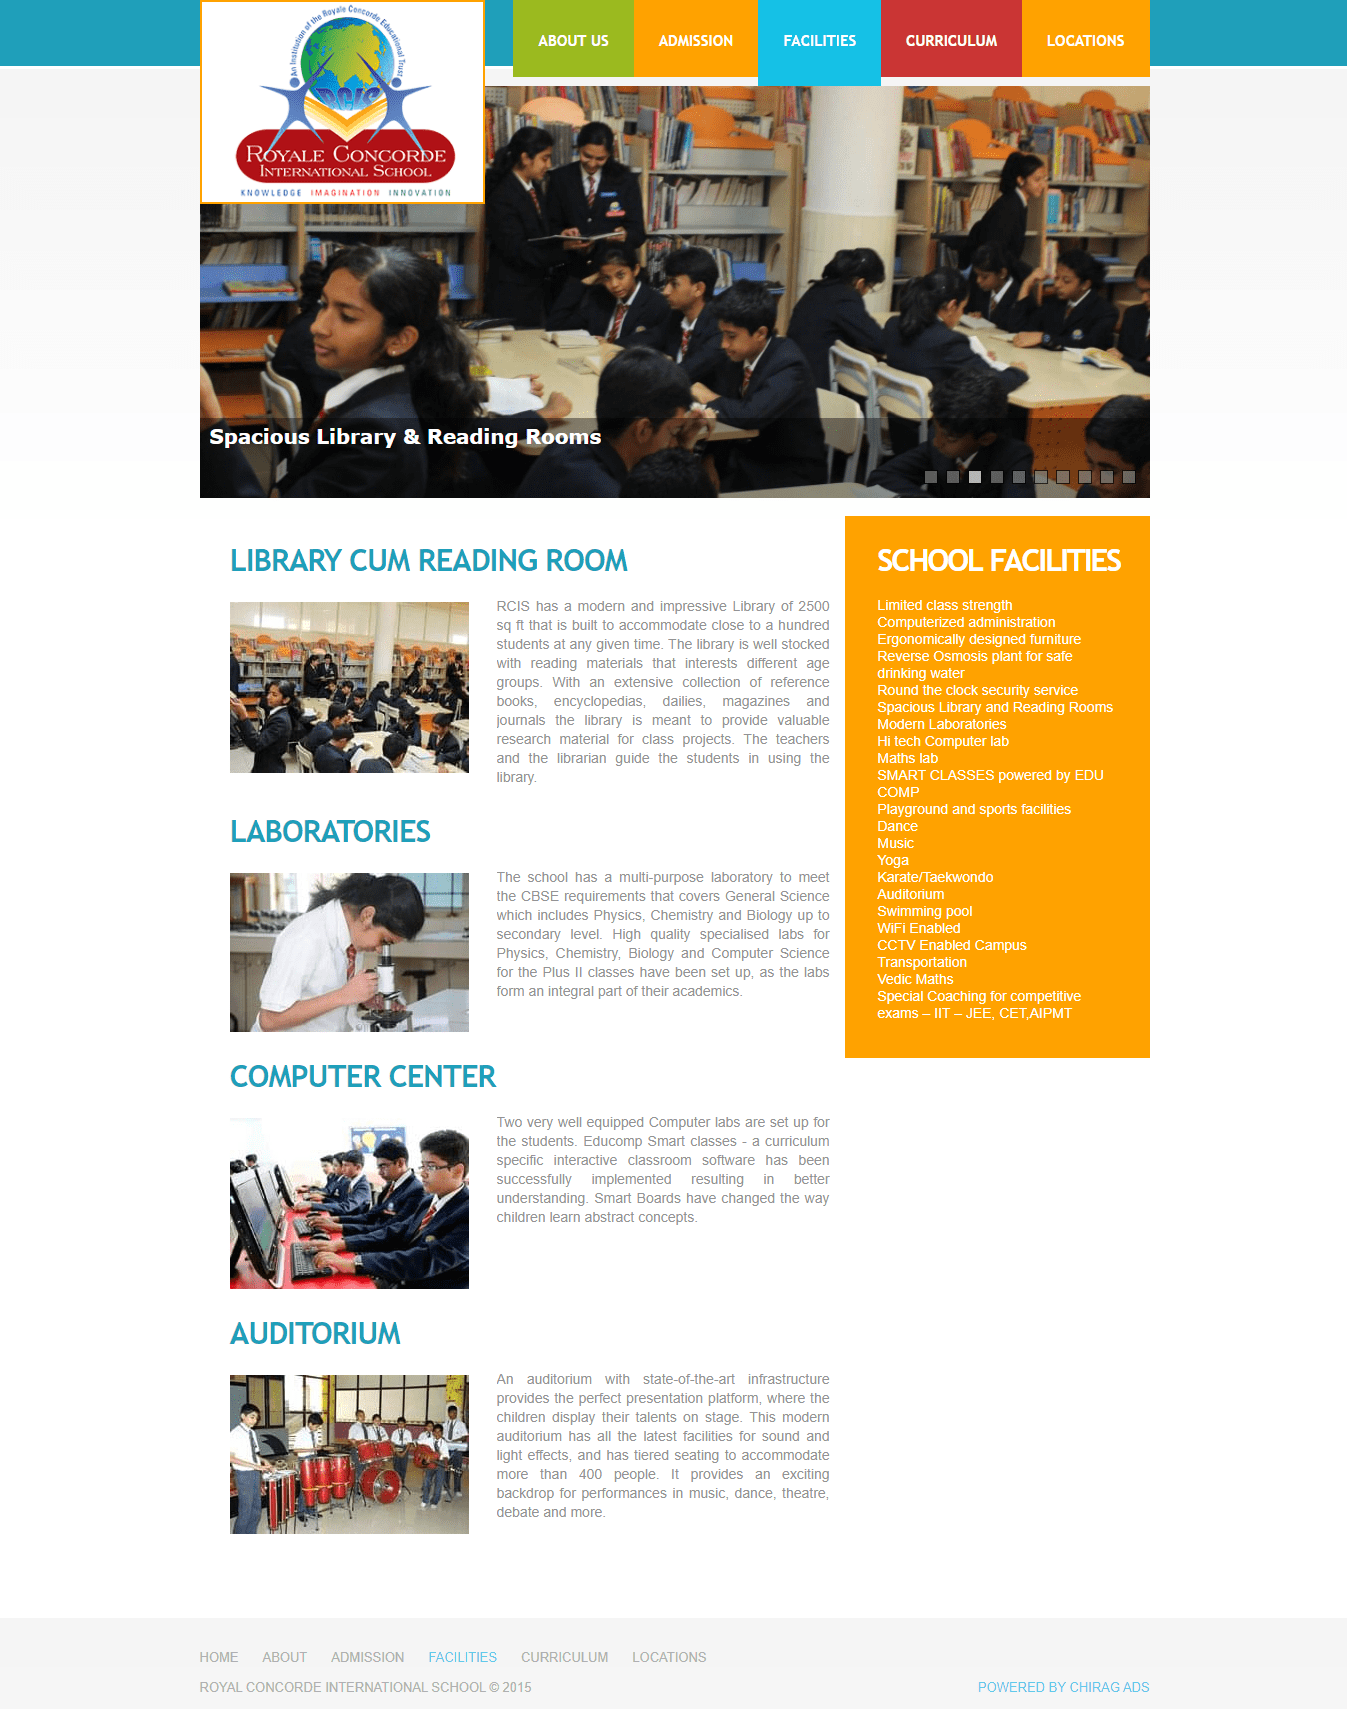 An Institution of the Royale Concorde Educational Trust
RCIS
ROYALE CONCORDE
INTERNATIONAL SCHOOL
KNOWLEDGE IMAGINATION INNOVATION
ABOUT US
ADMISSION
FACILITIES
CURRICULUM
LOCATIONS
Spacious Library & Reading Rooms
LIBRARY CUM READING ROOM
RCIS has a modern and impressive Library of 2500
sq ft that is built to accommodate close to a hundred
students at any given time. The library is well stocked
with reading materials that interests different age
groups. With an extensive collection of reference
books, encyclopedias, dailies, magazines and
journals the library is meant to provide valuable
research material for class projects. The teachers
and the librarian guide the students in using the
library.
LABORATORIES
The school has a multi-purpose laboratory to meet
the CBSE requirements that covers General Science
which includes Physics, Chemistry and Biology up to
secondary level. High quality specialised labs for
Physics, Chemistry, Biology and Computer Science
for the Plus II classes have been set up, as the labs
form an integral part of their academics.
COMPUTER CENTER
Two very well equipped Computer labs are set up for
the students. Educomp Smart classes - a curriculum
specific interactive classroom software has been
successfully implemented resulting in better
understanding. Smart Boards have changed the way
children learn abstract concepts.
AUDITORIUM
An auditorium with state-of-the-art infrastructure
provides the perfect presentation platform, where the
children display their talents on stage. This modern
auditorium has all the latest facilities for sound and
light effects, and has tiered seating to accommodate
more than 400 people. It provides an exciting
backdrop for performances in music, dance, theatre,
debate and more.
SCHOOL FACILITIES
Limited class strength
Computerized administration
Ergonomically designed furniture
Reverse Osmosis plant for safe
drinking water
Round the clock security service
Spacious Library and Reading Rooms
Modern Laboratories
Hi tech Computer lab
Maths lab
SMART CLASSES powered by EDU
COMP
Playground and sports facilities
Dance
Music
Yoga
Karate/Taekwondo
Auditorium
Swimming pool
WiFi Enabled
CCTV Enabled Campus
Transportation
Vedic Maths
Special Coaching for competitive
exams – IIT – JEE, CET,AIPMT
HOME ABOUT ADMISSION FACILITIES CURRICULUM LOCATIONS
ROYAL CONCORDE INTERNATIONAL SCHOOL © 2015
POWERED BY CHIRAG ADS